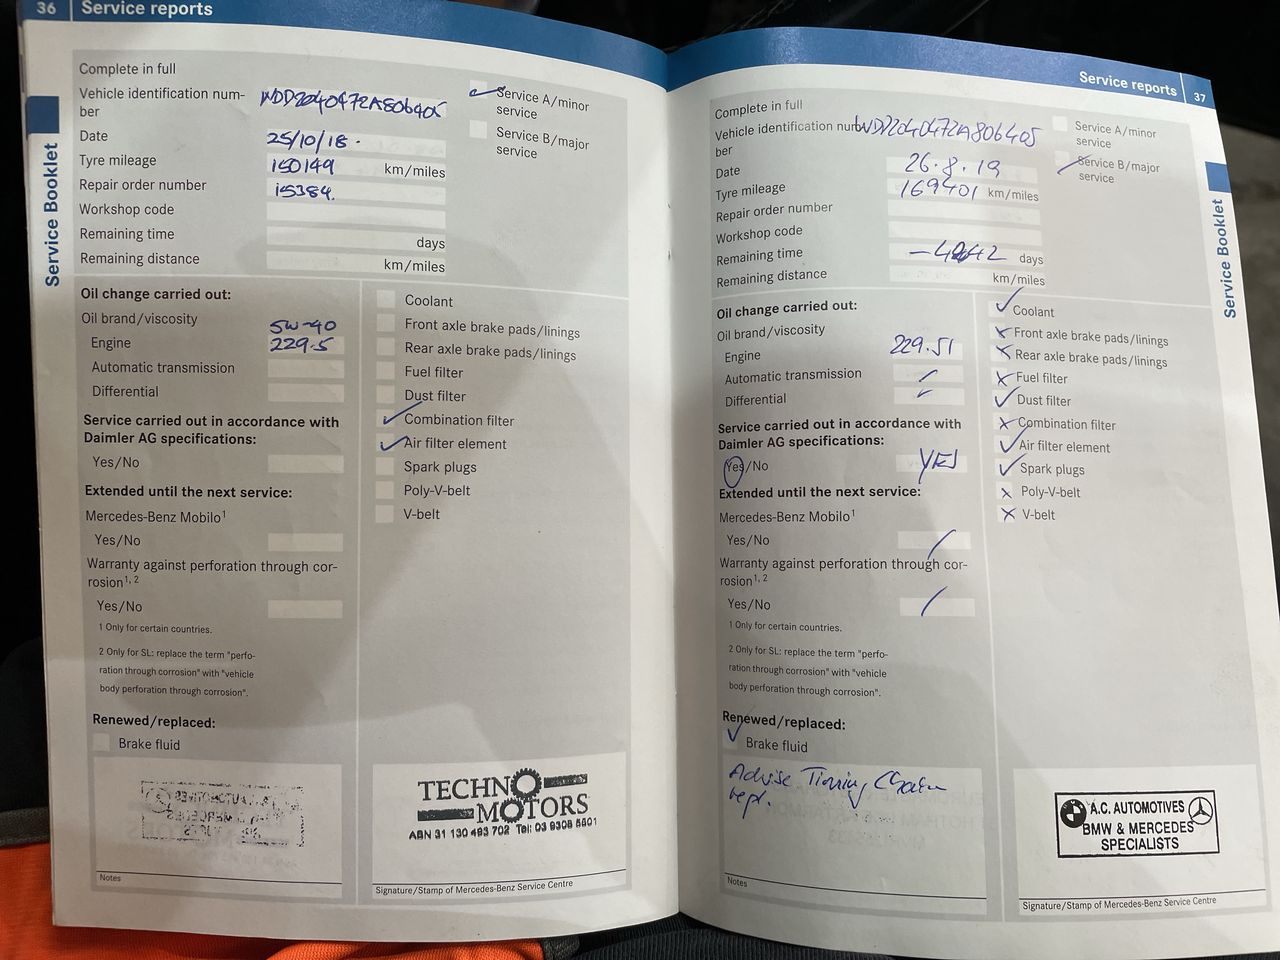 36 Service reports
Service Booklet
Complete in full
Vehicle identification num-
ber
WDD2040472A806405
Date 25/10/18.
Tyre mileage 150149 km/miles
Repair order number 15384.
Workshop code
Remaining time days
Remaining distance km/miles
Service A/minor
service
Service B/major
service
Oil change carried out:
Oil brand/viscosity 5W-40
Engine 229.5
Automatic transmission
Differential
Service carried out in accordance with
Daimler AG specifications:
Yes/No
Extended until the next service:
Mercedes-Benz Mobilo1
Yes/No
Warranty against perforation through cor-
rosion1, 2
Yes/No
1 Only for certain countries.
2 Only for SL: replace the term "perfo-
ration through corrosion" with "vehicle
body perforation through corrosion".
Renewed/replaced:
Brake fluid
Notes
Coolant
Front axle brake pads/linings
Rear axle brake pads/linings
Fuel filter
Dust filter
Combination filter
Air filter element
Spark plugs
Poly-V-belt
V-belt
TECHNO
MOTORS
ABN 31 130 493 702 Tel: 03 9308 5501
Signature/Stamp of Mercedes-Benz Service Centre
Service reports 37
Service Booklet
Complete in full
Vehicle identification num-
ber
WDD2040472A806405
Date 26.8.19
Tyre mileage 169401 km/miles
Repair order number
Workshop code
Remaining time days
Remaining distance km/miles
Service A/minor
service
Service B/major
service
Oil change carried out:
Oil brand/viscosity
Engine 229.51
Automatic transmission
Differential
Service carried out in accordance with
Daimler AG specifications:
Yes/No YES
Extended until the next service:
Mercedes-Benz Mobilo1
Yes/No
Warranty against perforation through cor-
rosion1, 2
Yes/No
1 Only for certain countries.
2 Only for SL: replace the term "perfo-
ration through corrosion" with "vehicle
body perforation through corrosion".
Renewed/replaced:
Brake fluid
Advise Timing Chain
repl.
Notes
Coolant
Front axle brake pads/linings
Rear axle brake pads/linings
Fuel filter
Dust filter
Combination filter
Air filter element
Spark plugs
Poly-V-belt
V-belt
A.C. AUTOMOTIVES
BMW & MERCEDES
SPECIALISTS
Signature/Stamp of Mercedes-Benz Service Centre